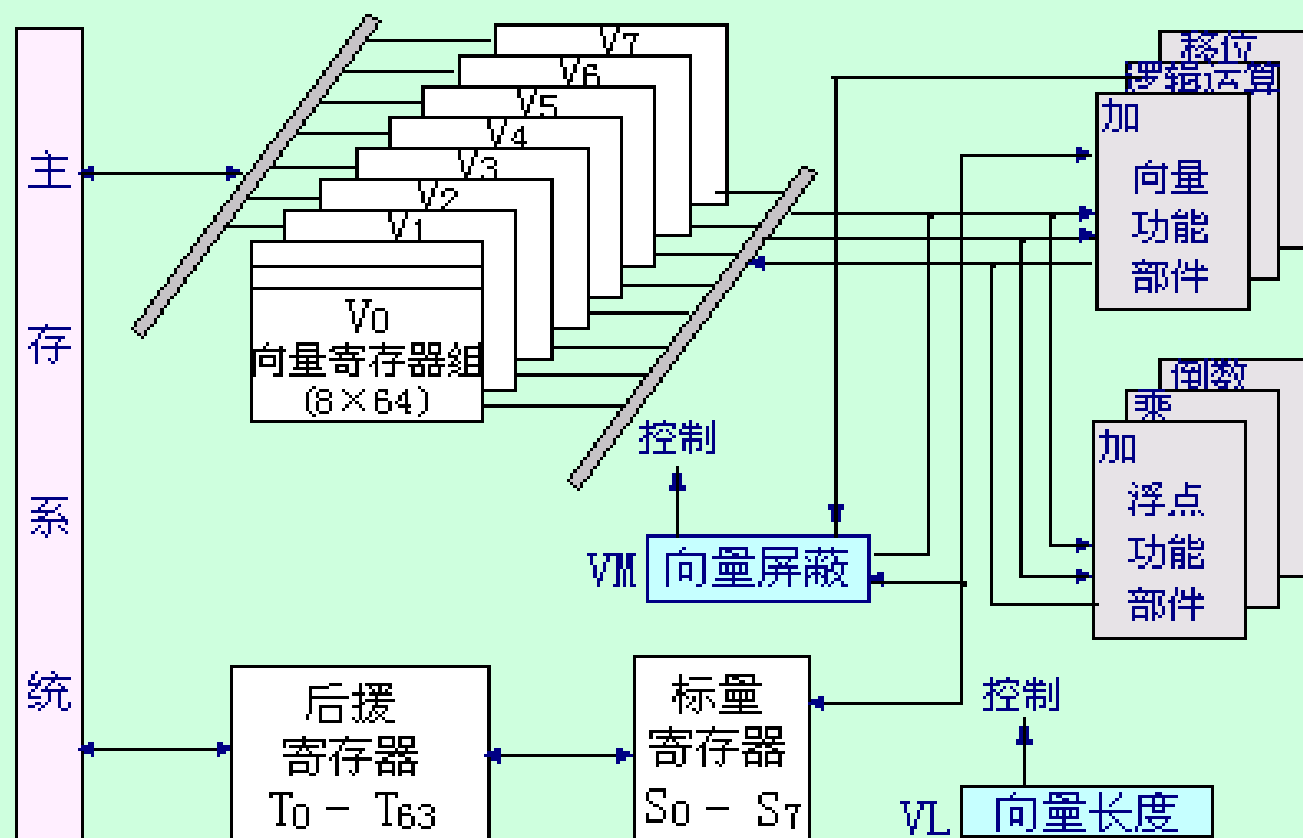 主
存
系
统
V7
V6
V5
V4
V3
V2
V1
V0
向量寄存器组
(8×64)
移位
逻辑运算
加
向量
功能
部件
倒数
乘
加
浮点
功能
部件
控制
VM 向量屏蔽
后援
寄存器
T0 - T63
标量
寄存器
S0 - S7
控制
VL 向量长度